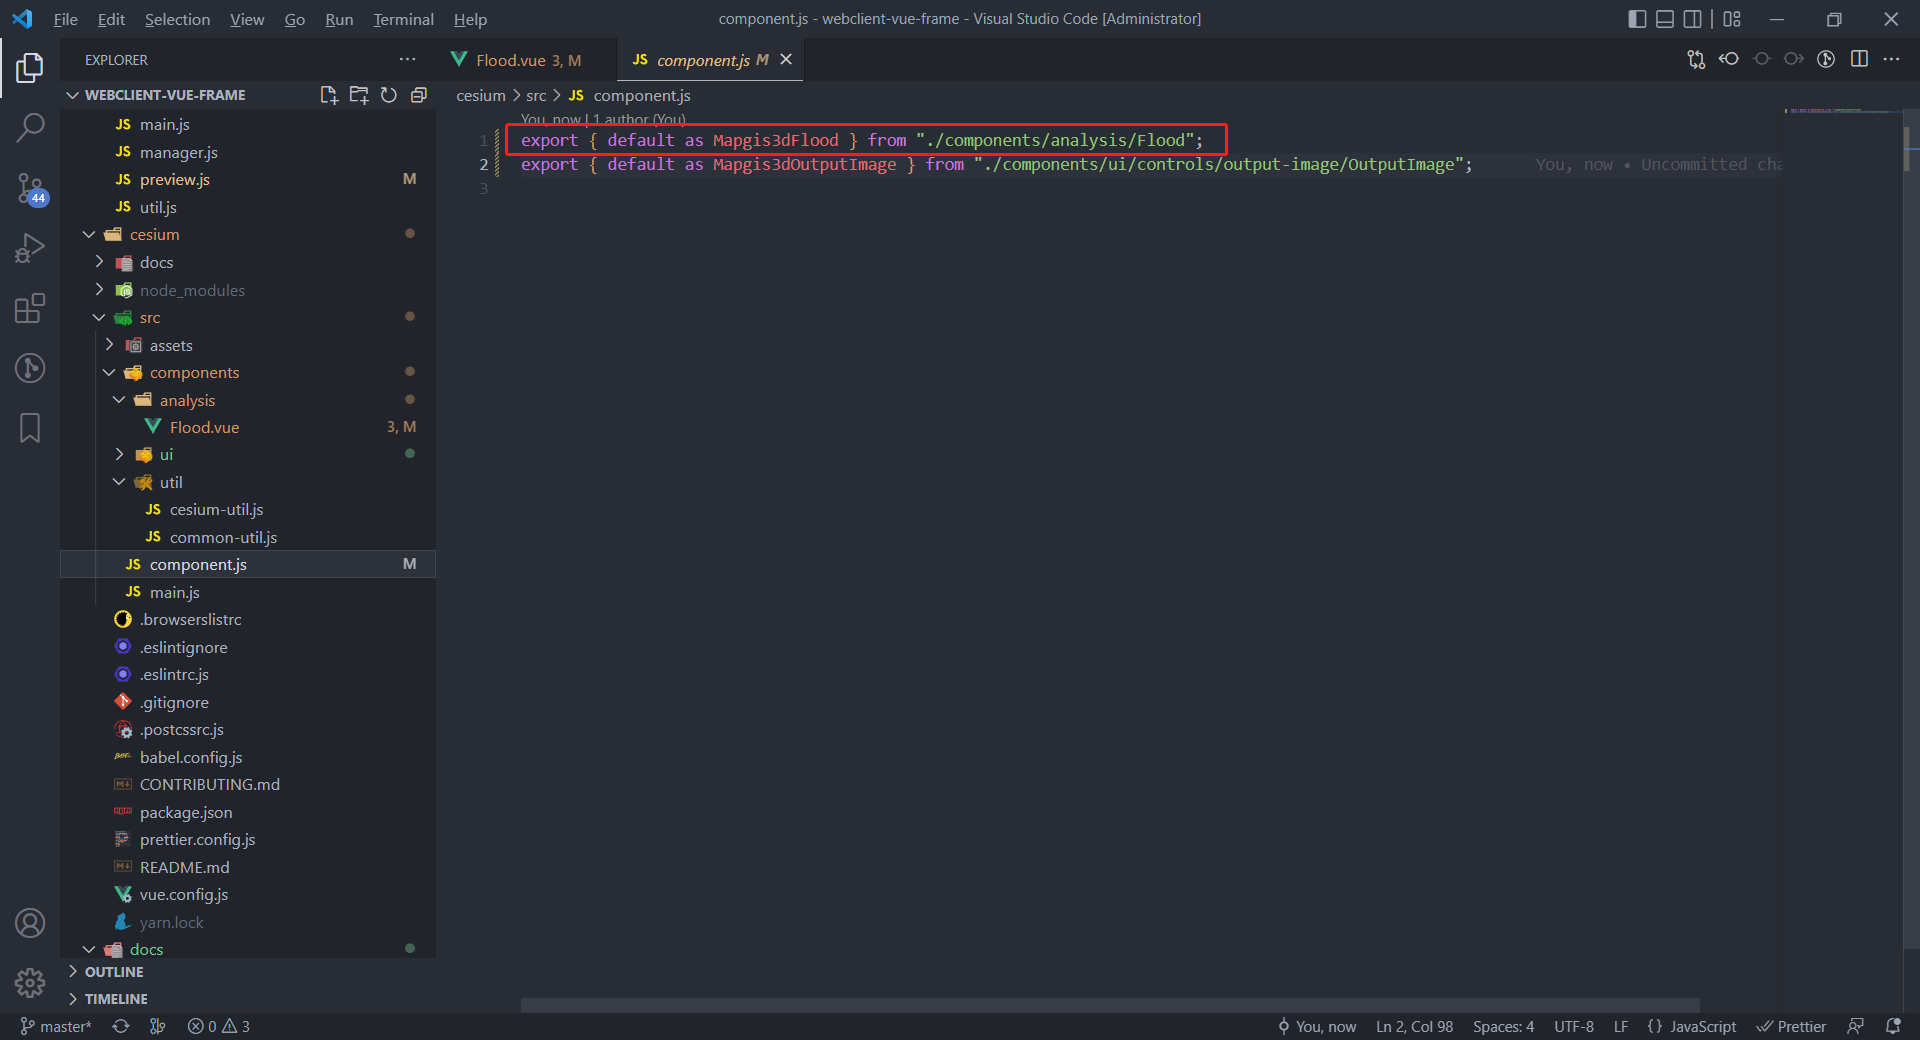 File Edit Selection View Go Run Terminal Help
component.js - webclient-vue-frame - Visual Studio Code [Administrator]
EXPLORER
Flood.vue 3, M
JS component.js M
WEBCLIENT-VUE-FRAME
cesium > src > JS component.js
JS main.js
JS manager.js
JS preview.js M
JS util.js
cesium
docs
node_modules
src
assets
components
analysis
Flood.vue 3, M
ui
util
JS cesium-util.js
JS common-util.js
JS component.js M
JS main.js
.browserslistrc
.eslintignore
.eslintrc.js
.gitignore
.postcssrc.js
babel.config.js
CONTRIBUTING.md
package.json
prettier.config.js
README.md
vue.config.js
yarn.lock
docs
OUTLINE
TIMELINE
44
You, now | 1 author (You)
1 export { default as Mapgis3dFlood } from "./components/analysis/Flood";
2 export { default as Mapgis3dOutputImage } from "./components/ui/controls/output-image/OutputImage"; You, now • Uncommitted cha
3
master* 0 3
You, now Ln 2, Col 98 Spaces: 4 UTF-8 LF {} JavaScript Prettier